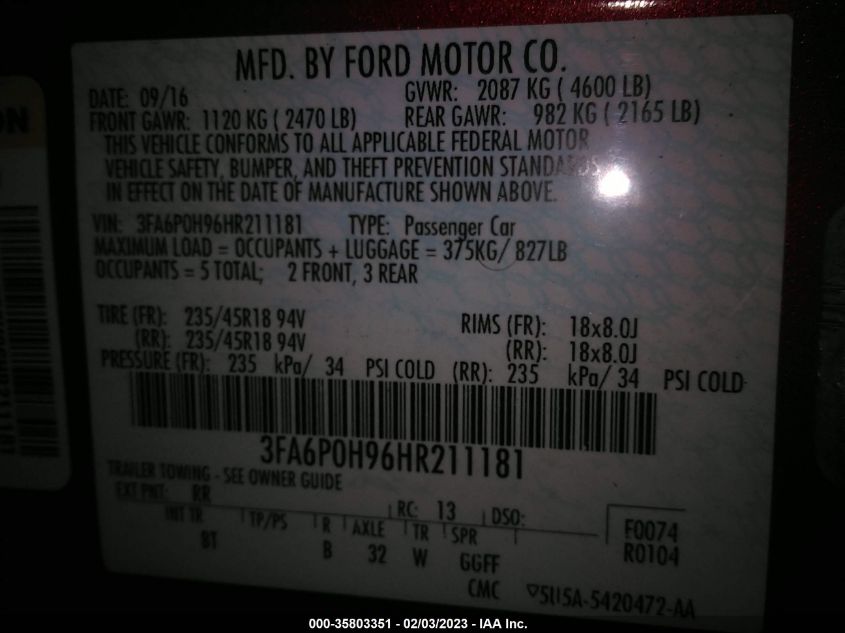 MFD. BY FORD MOTOR CO.
DATE: 09/16 GVWR: 2087 KG ( 4600 LB)
FRONT GAWR: 1120 KG ( 2470 LB) REAR GAWR: 982 KG ( 2165 LB)
THIS VEHICLE CONFORMS TO ALL APPLICABLE FEDERAL MOTOR
VEHICLE SAFETY, BUMPER, AND THEFT PREVENTION STANDARDS
IN EFFECT ON THE DATE OF MANUFACTURE SHOWN ABOVE.
VIN: 3FA6P0H96HR211181 TYPE: Passenger Car
MAXIMUM LOAD = OCCUPANTS + LUGGAGE = 375KG/ 827LB
OCCUPANTS = 5 TOTAL; 2 FRONT, 3 REAR
TIRE (FR): 235/45R18 94V RIMS (FR): 18x8.0J
(RR): 235/45R18 94V (RR): 18x8.0J
PRESSURE (FR): 235 kPa/ 34 PSI COLD (RR): 235 kPa/ 34 PSI COLD
3FA6P0H96HR211181
TRAILER TOWING - SEE OWNER GUIDE
EXT PNT: RR RC: 13 DSO: F0074
INT TR TP/PS R AXLE TR SPR R0104
8T B 32 W GGFF
CMC 5U5A-5420472-AA
000-35803351 - 02/03/2023 - IAA Inc.